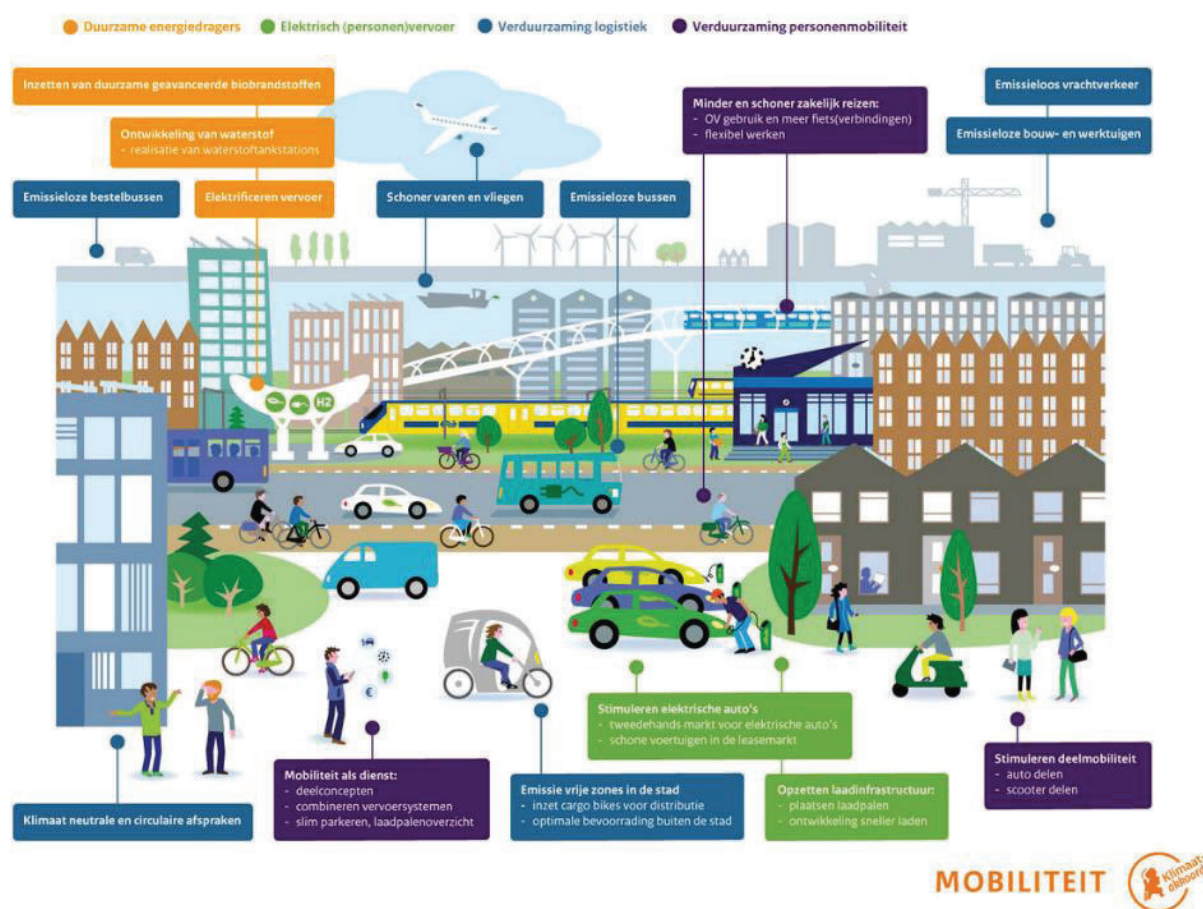 Duurzame energiedragers
Elektrisch (personen)vervoer
Verduurzaming logistiek
Verduurzaming personenmobiliteit
Inzetten van duurzame geavanceerde biobrandstoffen
Ontwikkeling van waterstof
- realisatie van waterstoftankstations
Elektrificeren vervoer
Emissieloze bestelbussen
Schoner varen en vliegen
Emissieloze bussen
Minder en schoner zakelijk reizen:
- OV gebruik en meer fiets(verbindingen)
- flexibel werken
Emissieloos vrachtverkeer
Emissieloze bouw- en werktuigen
H2
€
Stimuleren elektrische auto's
- tweedehands markt voor elektrische auto's
- schone voertuigen in de leasemarkt
Klimaat neutrale en circulaire afspraken
Mobiliteit als dienst:
- deelconcepten
- combineren vervoersystemen
- slim parkeren, laadpalenoverzicht
Emissie vrije zones in de stad
- inzet cargo bikes voor distributie
- optimale bevoorrading buiten de stad
Opzetten laadinfrastructuur:
- plaatsen laadpalen
- ontwikkeling sneller laden
Stimuleren deelmobiliteit
- auto delen
- scooter delen
MOBILITEIT
Klimaat
akkoord